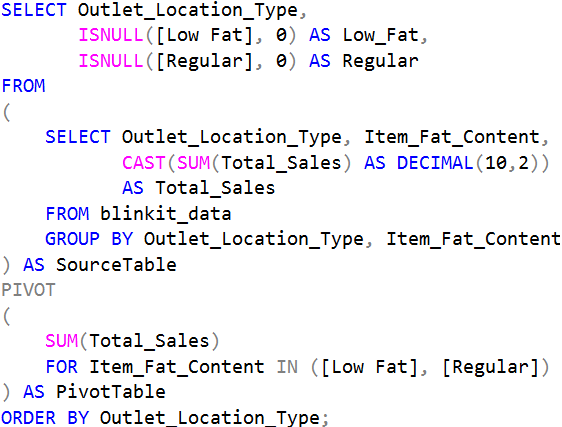 SELECT Outlet_Location_Type,
       ISNULL([Low Fat], 0) AS Low_Fat,
       ISNULL([Regular], 0) AS Regular
FROM
(
    SELECT Outlet_Location_Type, Item_Fat_Content,
           CAST(SUM(Total_Sales) AS DECIMAL(10,2))
           AS Total_Sales
    FROM blinkit_data
    GROUP BY Outlet_Location_Type, Item_Fat_Content
) AS SourceTable
PIVOT
(
    SUM(Total_Sales)
    FOR Item_Fat_Content IN ([Low Fat], [Regular])
) AS PivotTable
ORDER BY Outlet_Location_Type;